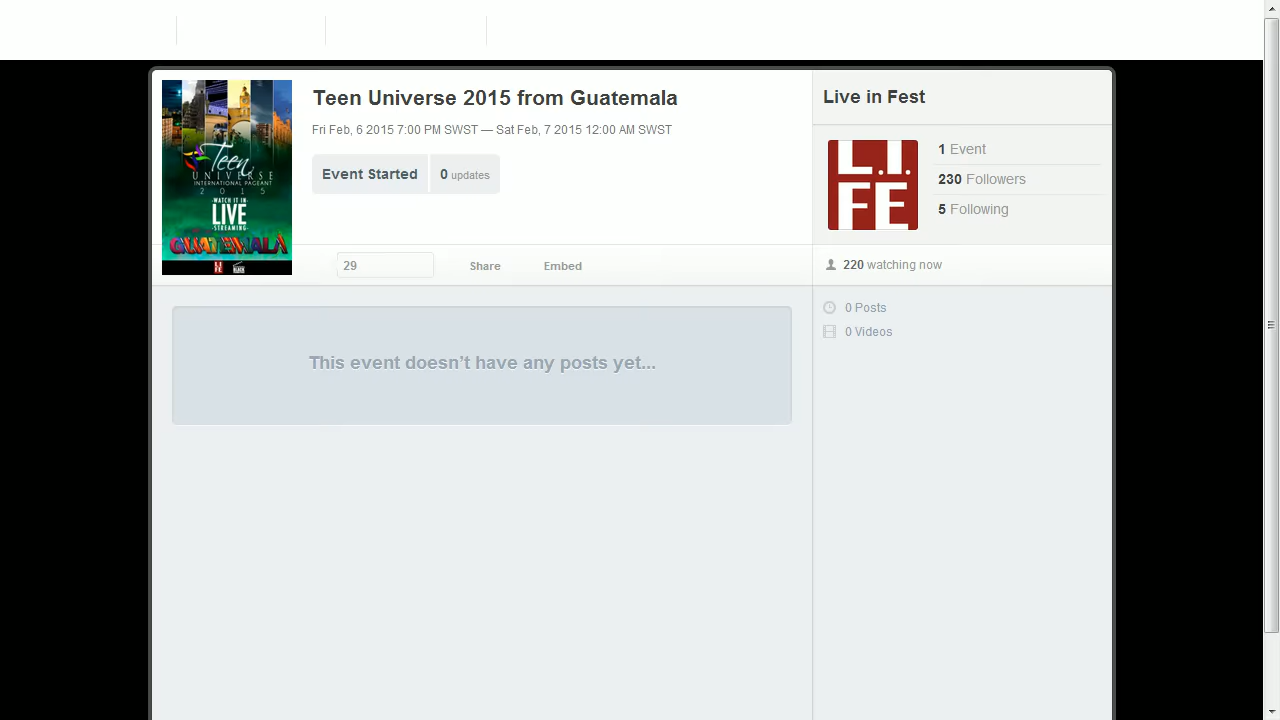 Teen Universe 2015 from Guatemala
Fri Feb, 6 2015 7:00 PM SWST — Sat Feb, 7 2015 12:00 AM SWST
Event Started
0 updates
Teen
UNIVERSE
INTERNATIONAL PAGEANT
2015
-WATCH IT IN-
LIVE
-STREAMING-
GUATEMALA
29
Share
Embed
This event doesn't have any posts yet...
Live in Fest
L.I.
FE
1 Event
230 Followers
5 Following
220 watching now
0 Posts
0 Videos